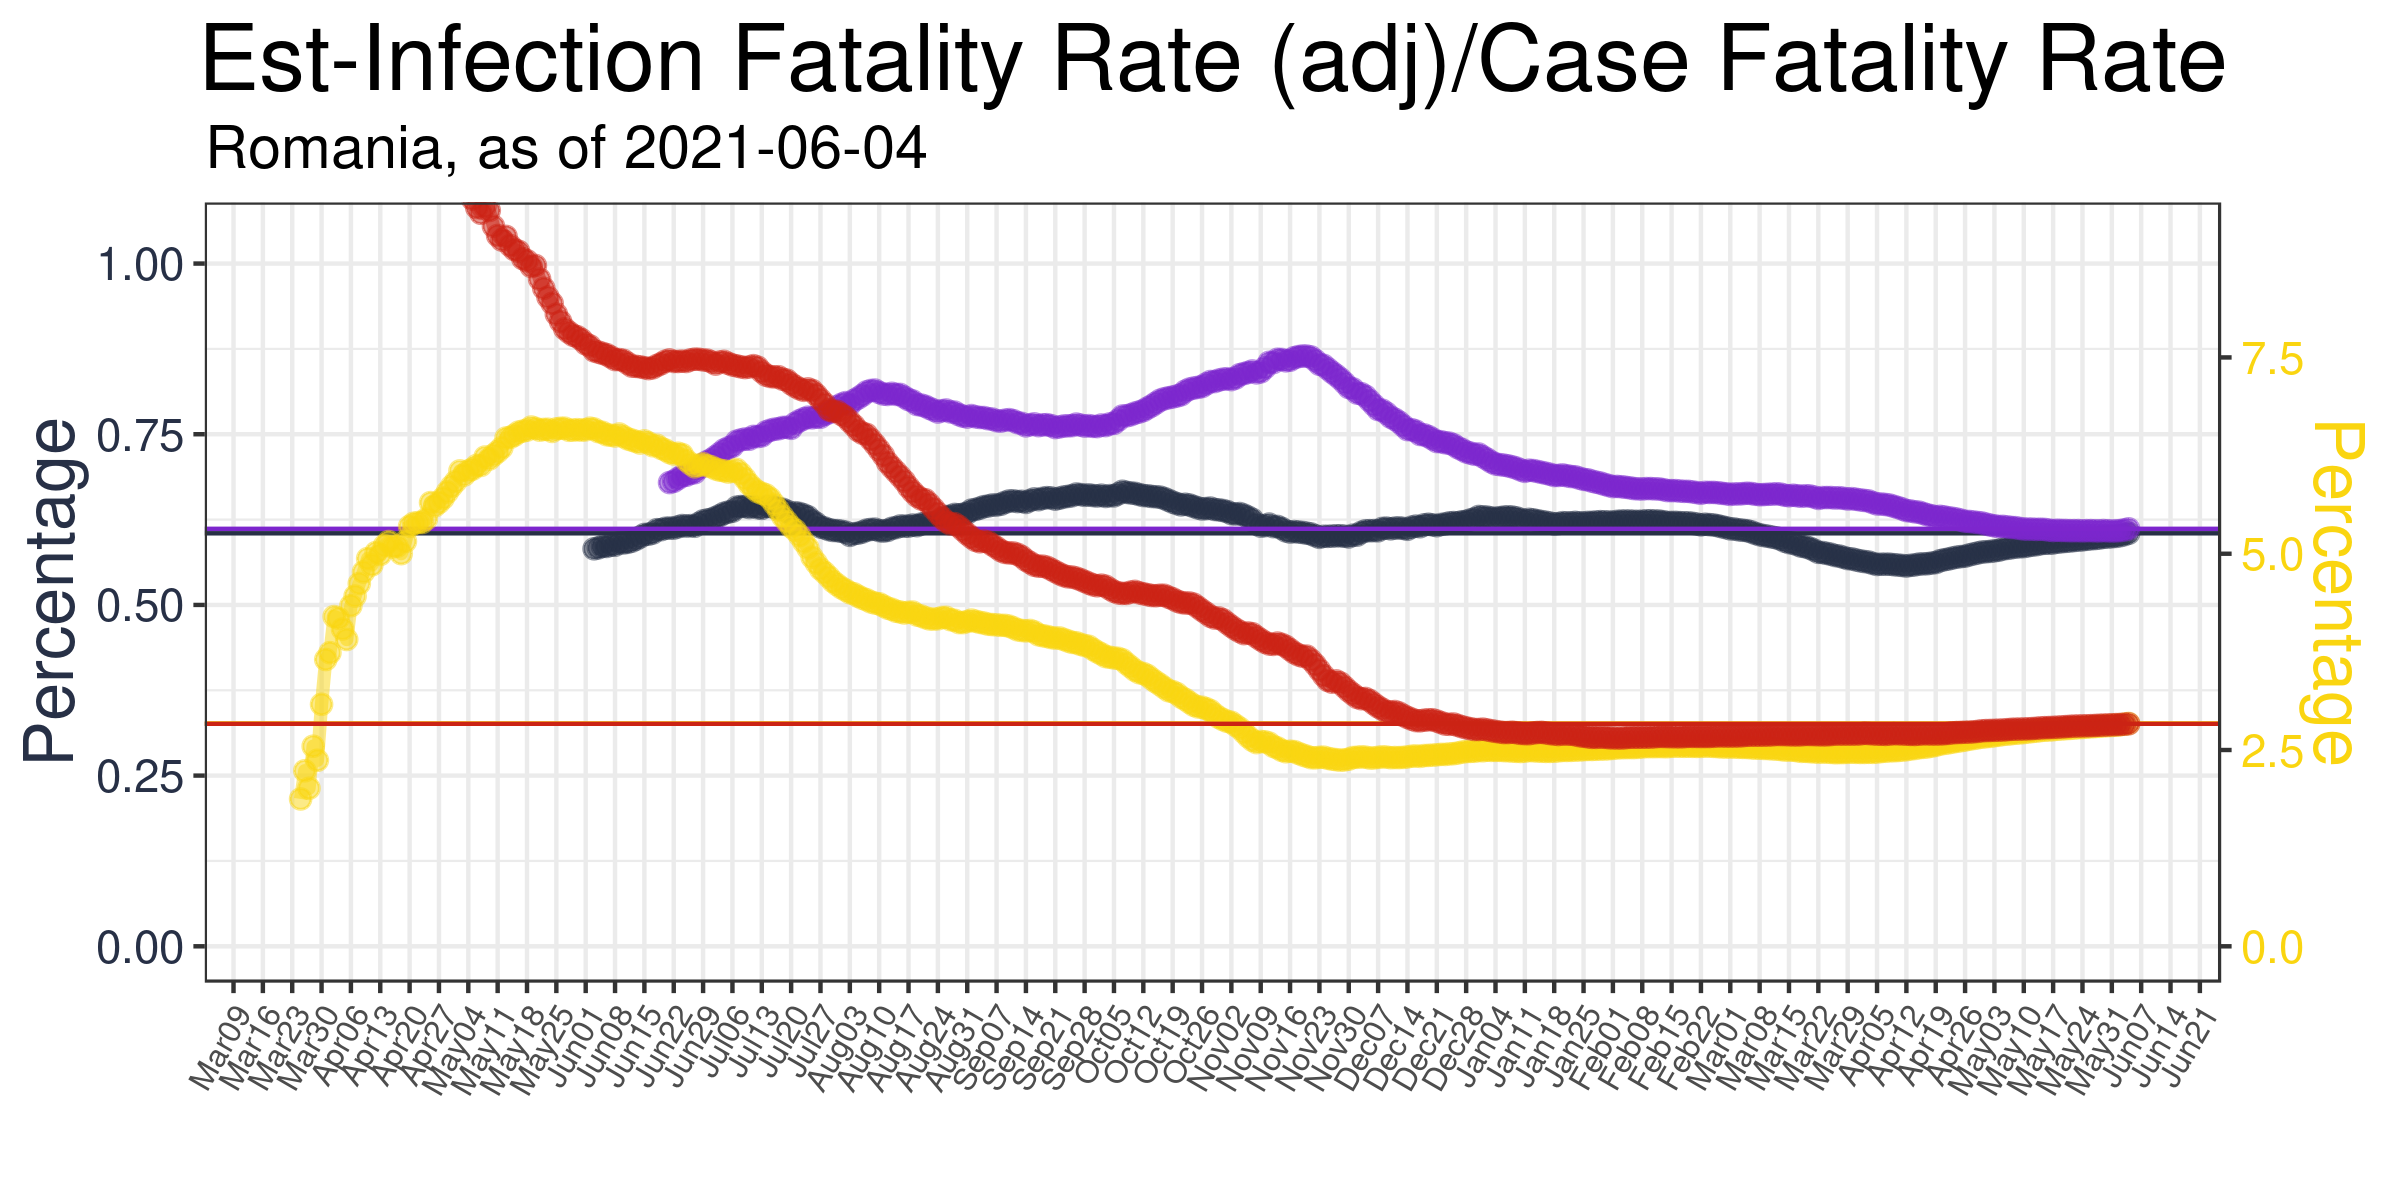 Est-Infection Fatality Rate (adj)/Case Fatality Rate
Romania, as of 2021-06-04
Percentage
1.00
0.75
0.50
0.25
0.00
7.5
5.0
2.5
0.0
Percentage
Mar09
Mar16
Mar23
Mar30
Apr06
Apr13
Apr20
Apr27
May04
May11
May18
May25
Jun01
Jun08
Jun15
Jun22
Jun29
Jul06
Jul13
Jul20
Jul27
Aug03
Aug10
Aug17
Aug24
Aug31
Sep07
Sep14
Sep21
Sep28
Oct05
Oct12
Oct19
Oct26
Nov02
Nov09
Nov16
Nov23
Nov30
Dec07
Dec14
Dec21
Dec28
Jan04
Jan11
Jan18
Jan25
Feb01
Feb08
Feb15
Feb22
Mar01
Mar08
Mar15
Mar22
Mar29
Apr05
Apr12
Apr19
Apr26
May03
May10
May17
May24
May31
Jun07
Jun14
Jun21